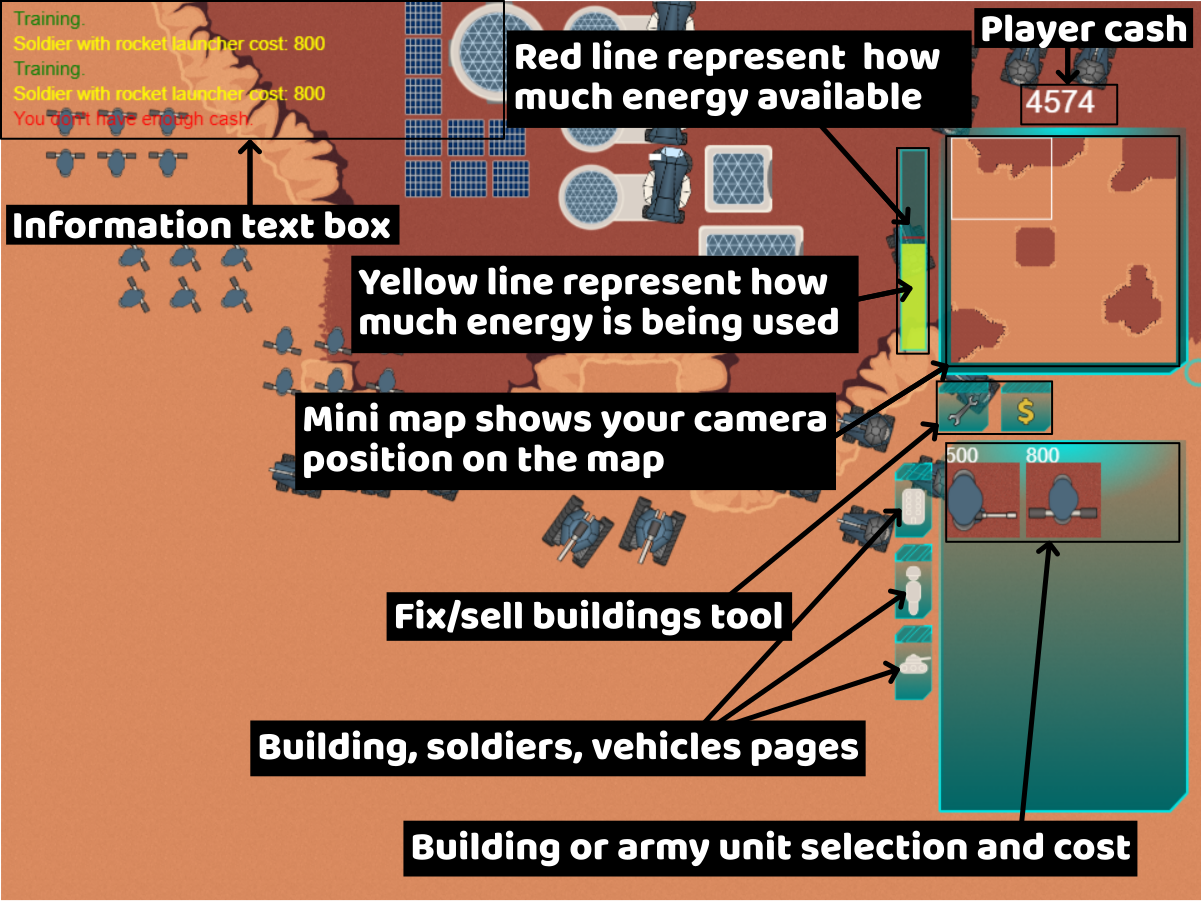 Training.
Soldier with rocket launcher cost: 800
Training.
Soldier with rocket launcher cost: 800
You don't have enough cash.
Player cash
4574
Red line represent how
much energy available
Information text box
Yellow line represent how
much energy is being used
Mini map shows your camera
position on the map
$
500
800
Fix/sell buildings tool
Building, soldiers, vehicles pages
Building or army unit selection and cost